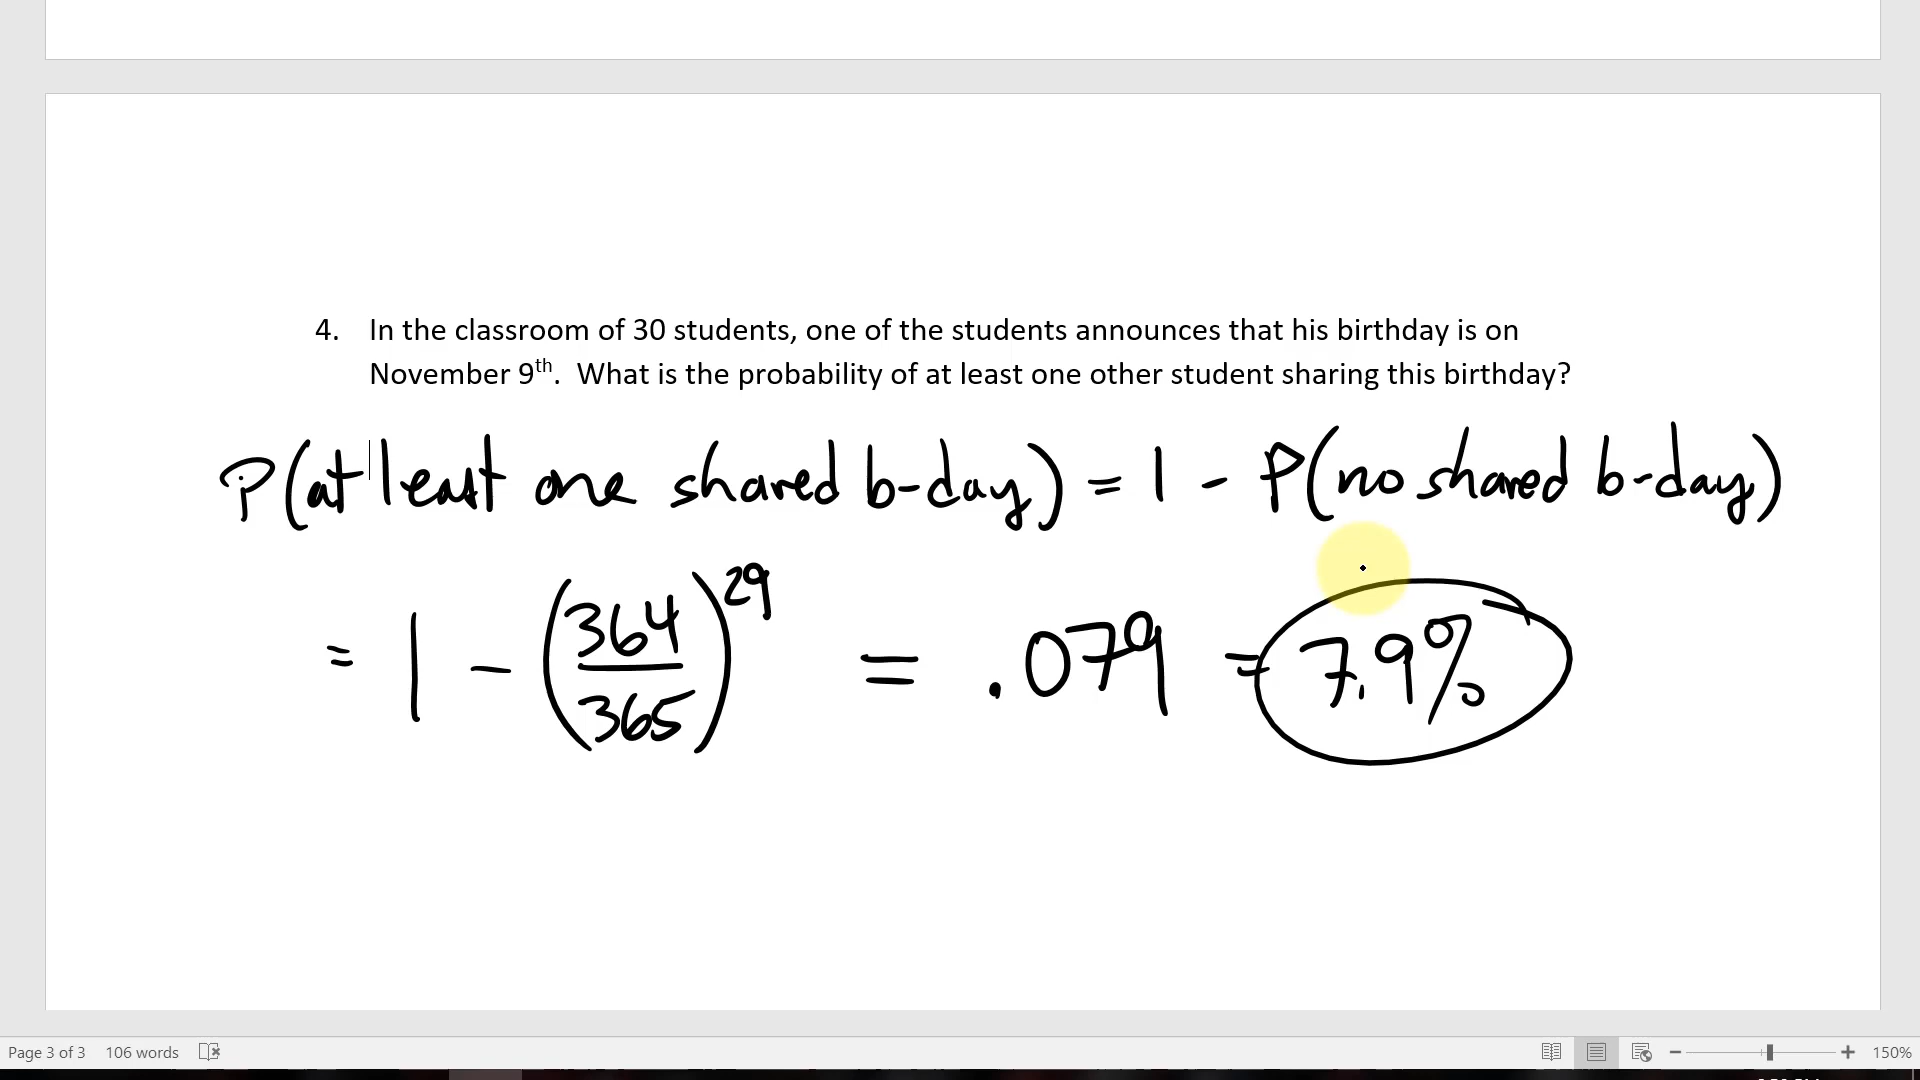 4. In the classroom of 30 students, one of the students announces that his birthday is on
November 9th. What is the probability of at least one other student sharing this birthday?
P(at least one shared b-day) = 1 - P(no shared b-day)
= 1 - (364/365)^29 = .079 = 7.9%
Page 3 of 3 106 words 150%